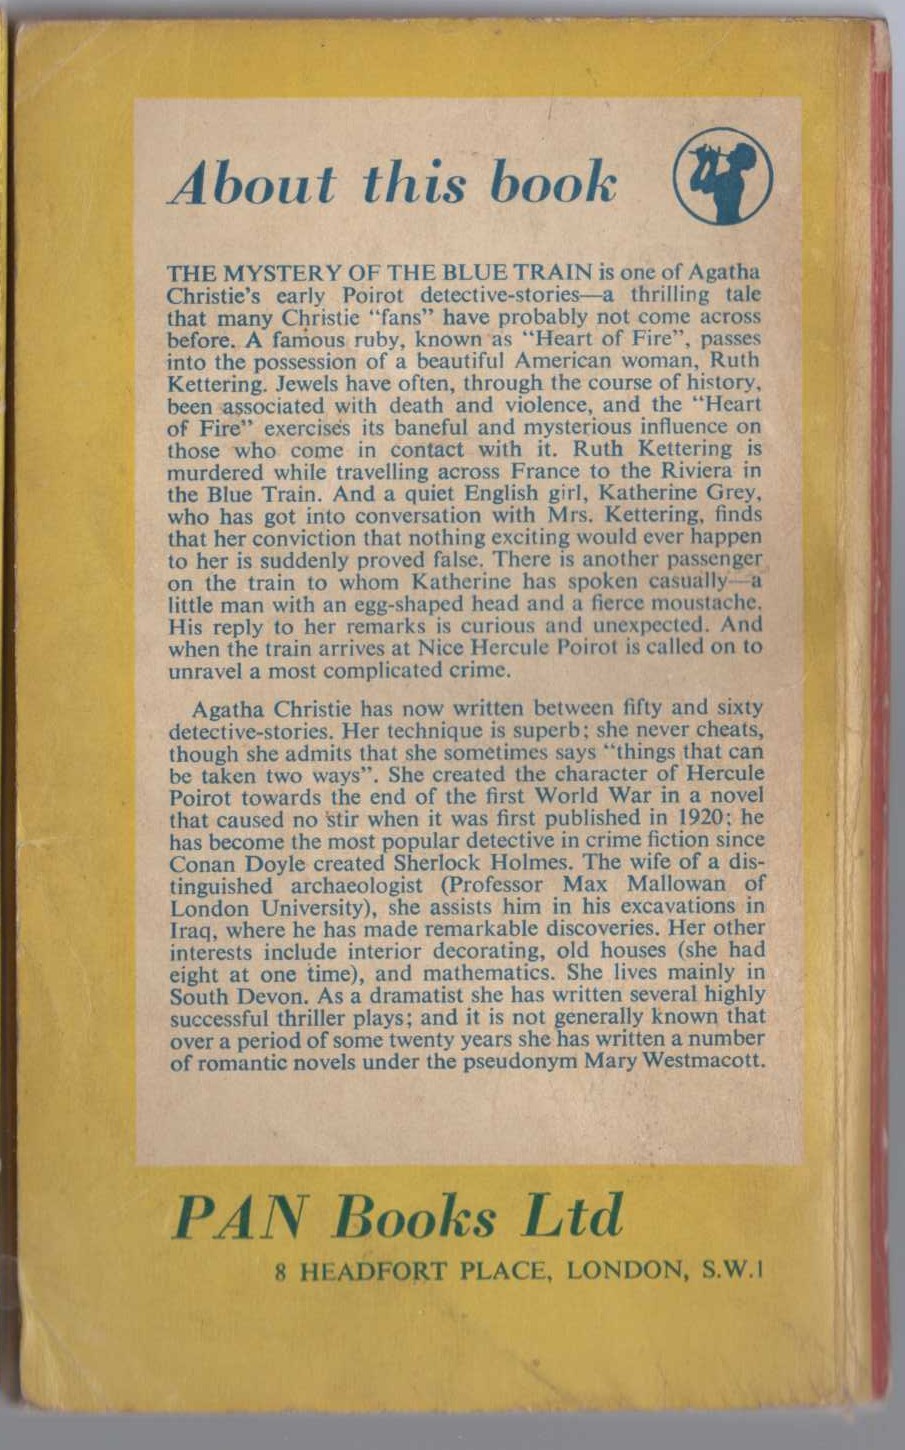 About this book
THE MYSTERY OF THE BLUE TRAIN is one of Agatha
Christie's early Poirot detective-stories—a thrilling tale
that many Christie "fans" have probably not come across
before. A famous ruby, known as "Heart of Fire", passes
into the possession of a beautiful American woman, Ruth
Kettering. Jewels have often, through the course of history,
been associated with death and violence, and the "Heart
of Fire" exercises its baneful and mysterious influence on
those who come in contact with it. Ruth Kettering is
murdered while travelling across France to the Riviera in
the Blue Train. And a quiet English girl, Katherine Grey,
who has got into conversation with Mrs. Kettering, finds
that her conviction that nothing exciting would ever happen
to her is suddenly proved false. There is another passenger
on the train to whom Katherine has spoken casually—a
little man with an egg-shaped head and a fierce moustache.
His reply to her remarks is curious and unexpected. And
when the train arrives at Nice Hercule Poirot is called on to
unravel a most complicated crime.
Agatha Christie has now written between fifty and sixty
detective-stories. Her technique is superb; she never cheats,
though she admits that she sometimes says "things that can
be taken two ways". She created the character of Hercule
Poirot towards the end of the first World War in a novel
that caused no stir when it was first published in 1920; he
has become the most popular detective in crime fiction since
Conan Doyle created Sherlock Holmes. The wife of a dis-
tinguished archaeologist (Professor Max Mallowan of
London University), she assists him in his excavations in
Iraq, where he has made remarkable discoveries. Her other
interests include interior decorating, old houses (she had
eight at one time), and mathematics. She lives mainly in
South Devon. As a dramatist she has written several highly
successful thriller plays; and it is not generally known that
over a period of some twenty years she has written a number
of romantic novels under the pseudonym Mary Westmacott.
PAN Books Ltd
8 HEADFORT PLACE, LONDON, S.W.1